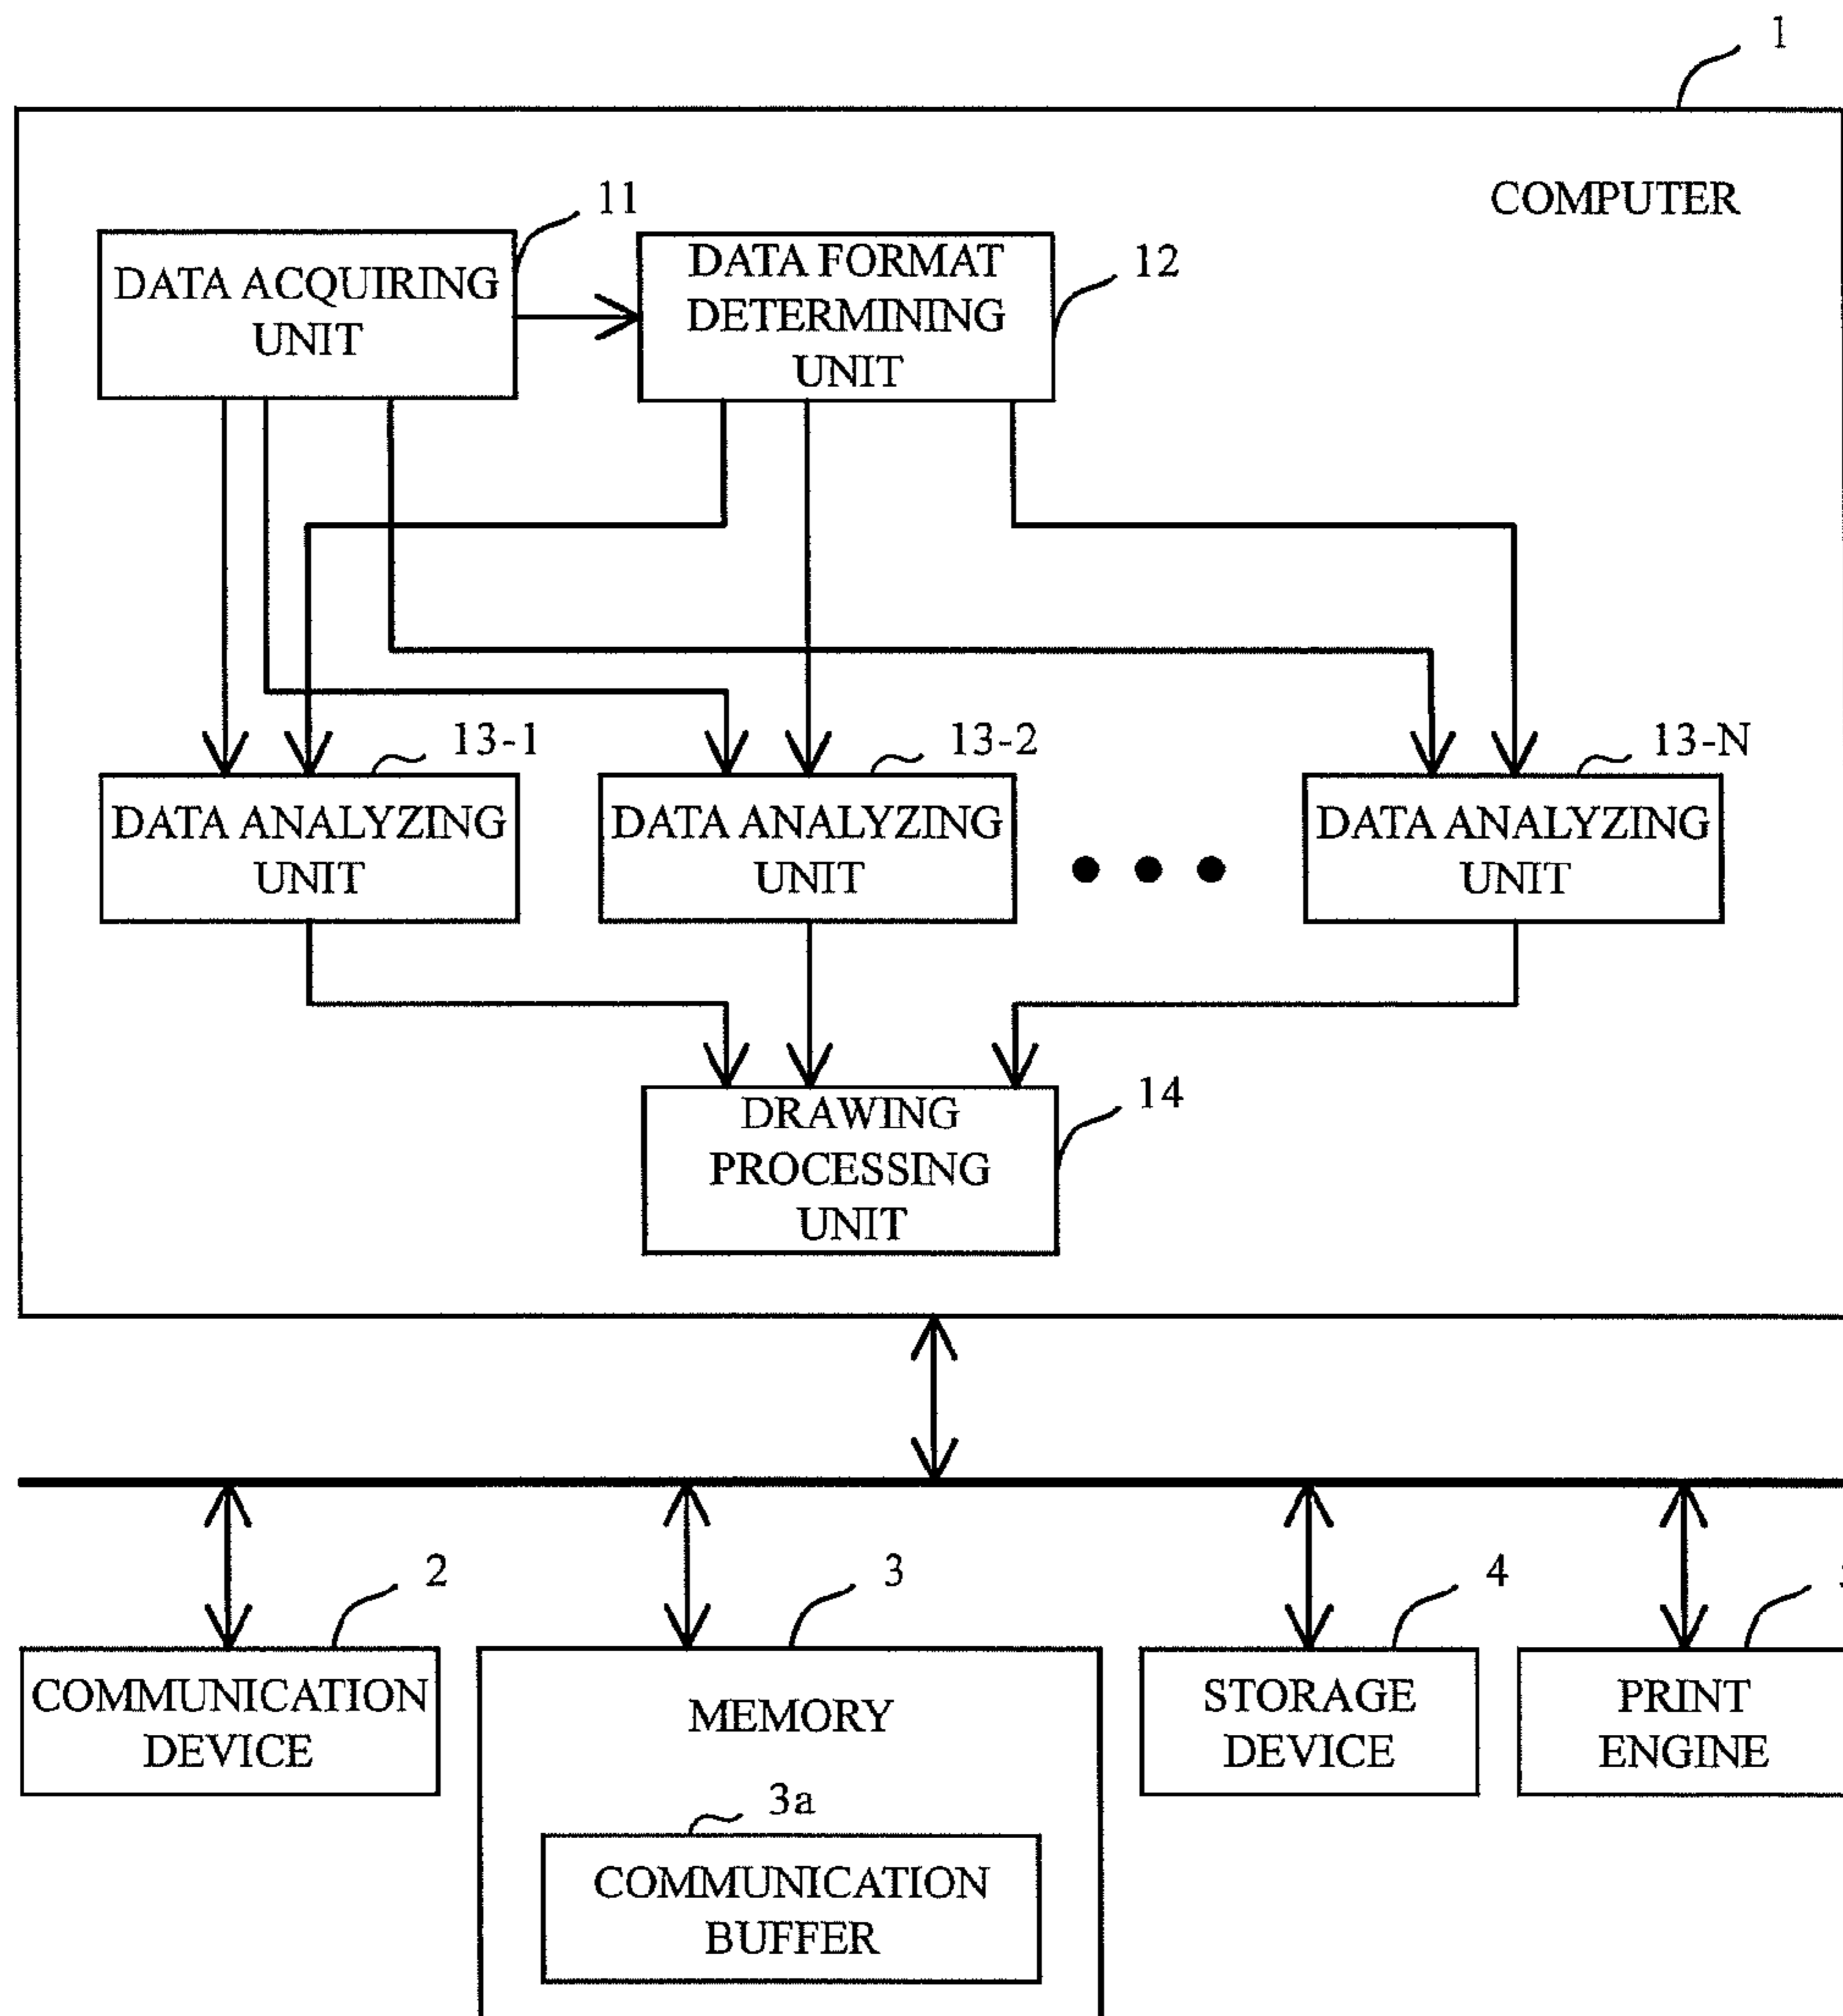 1
COMPUTER
11
DATA ACQUIRING
UNIT
DATA FORMAT
DETERMINING
UNIT
12
13-1
DATA ANALYZING
UNIT
13-2
DATA ANALYZING
UNIT
13-N
DATA ANALYZING
UNIT
DRAWING
PROCESSING
UNIT
14
2
COMMUNICATION
DEVICE
3
MEMORY
3a
COMMUNICATION
BUFFER
4
STORAGE
DEVICE
PRINT
ENGINE